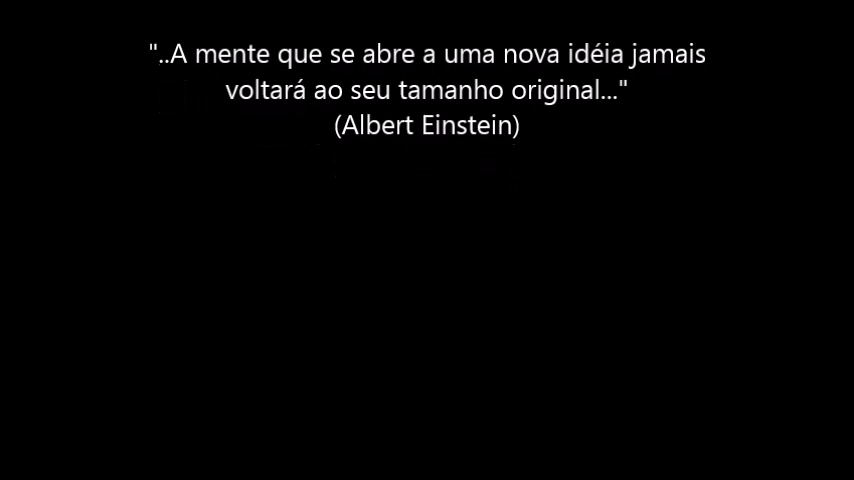 "..A mente que se abre a uma nova idéia jamais
voltará ao seu tamanho original..."
(Albert Einstein)